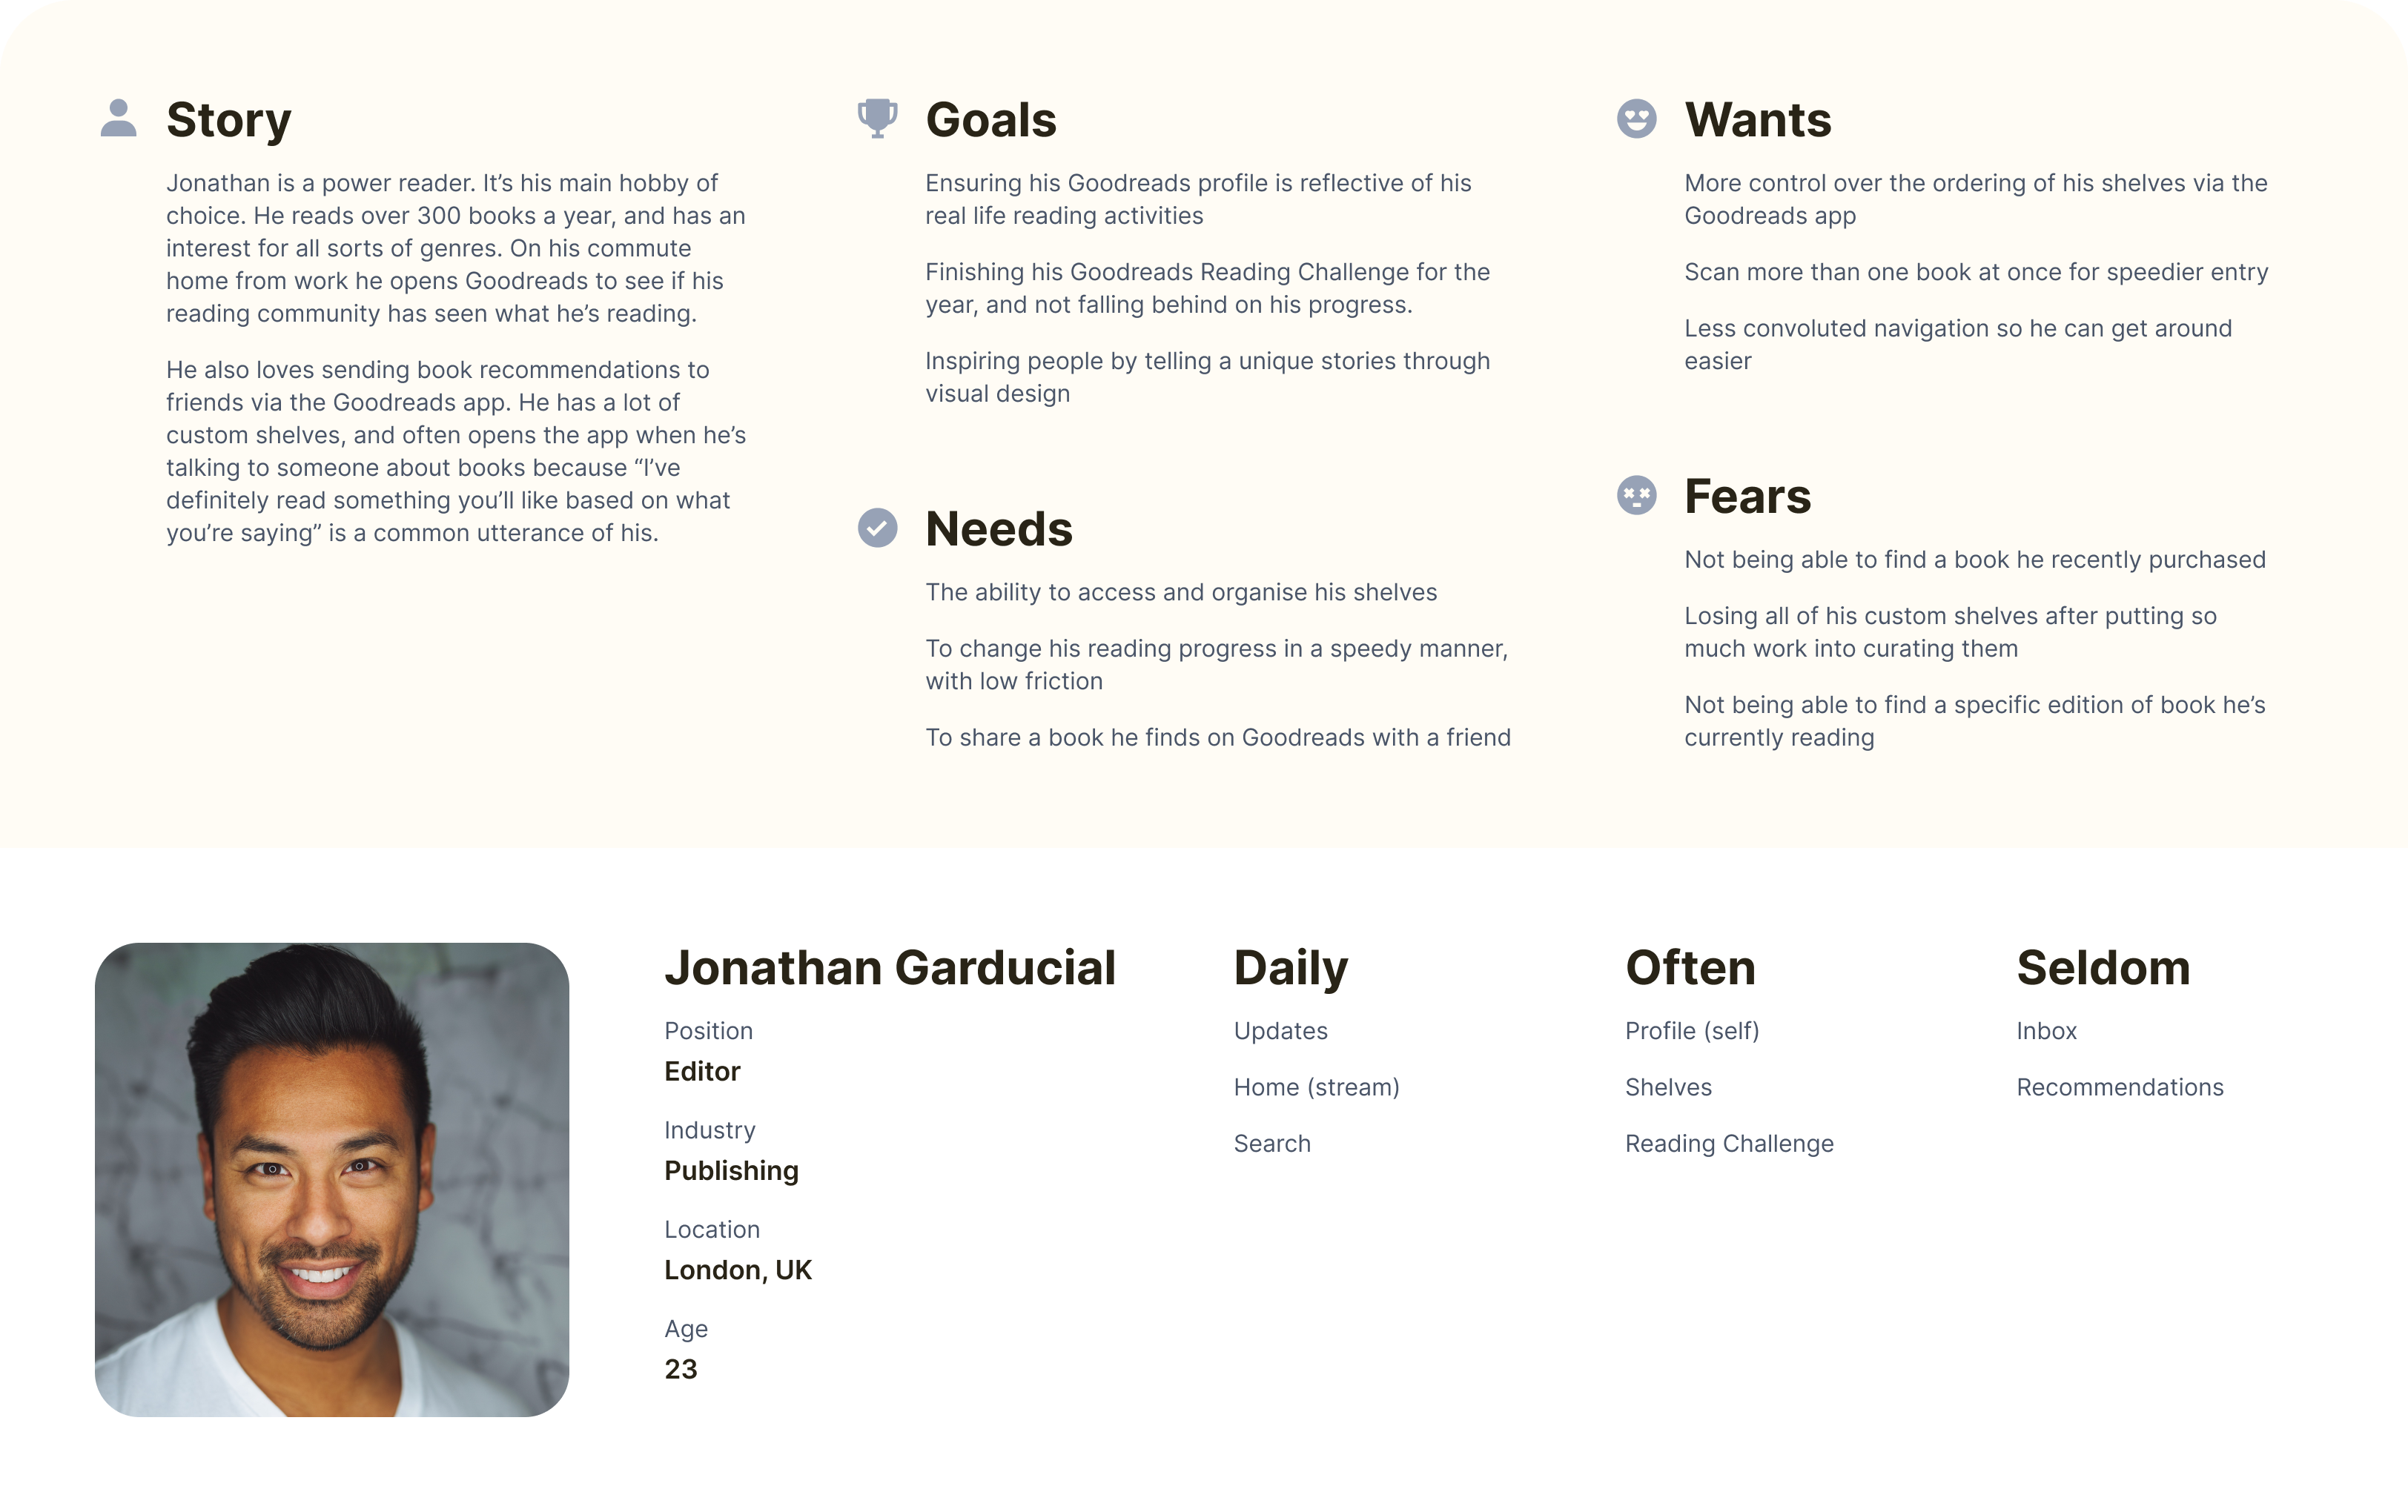 Story
Jonathan is a power reader. It’s his main hobby of
choice. He reads over 300 books a year, and has an
interest for all sorts of genres. On his commute
home from work he opens Goodreads to see if his
reading community has seen what he’s reading.
He also loves sending book recommendations to
friends via the Goodreads app. He has a lot of
custom shelves, and often opens the app when he’s
talking to someone about books because “I’ve
definitely read something you’ll like based on what
you’re saying” is a common utterance of his.
Goals
Ensuring his Goodreads profile is reflective of his
real life reading activities
Finishing his Goodreads Reading Challenge for the
year, and not falling behind on his progress.
Inspiring people by telling a unique stories through
visual design
Needs
The ability to access and organise his shelves
To change his reading progress in a speedy manner,
with low friction
To share a book he finds on Goodreads with a friend
Wants
More control over the ordering of his shelves via the
Goodreads app
Scan more than one book at once for speedier entry
Less convoluted navigation so he can get around
easier
Fears
Not being able to find a book he recently purchased
Losing all of his custom shelves after putting so
much work into curating them
Not being able to find a specific edition of book he’s
currently reading
Jonathan Garducial
Position
Editor
Industry
Publishing
Location
London, UK
Age
23
Daily
Updates
Home (stream)
Search
Often
Profile (self)
Shelves
Reading Challenge
Seldom
Inbox
Recommendations